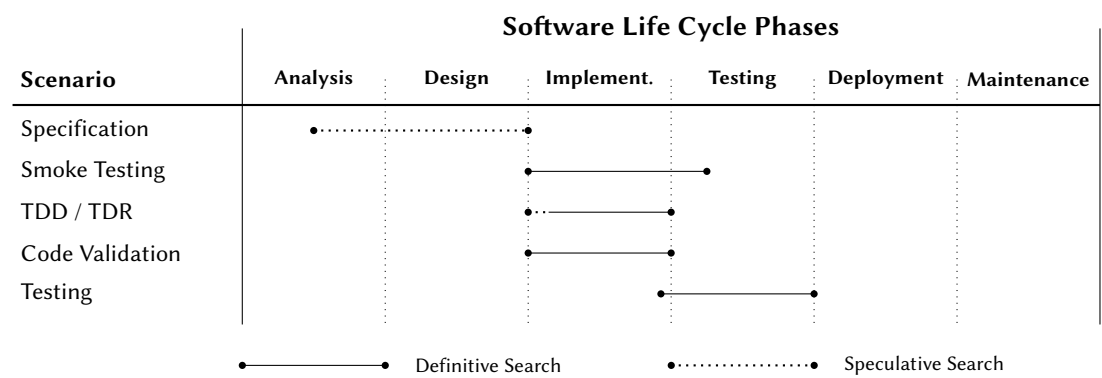 Software Life Cycle Phases
Scenario Analysis Design Implement. Testing Deployment Maintenance
Specification
Smoke Testing
TDD / TDR
Code Validation
Testing
Definitive Search Speculative Search